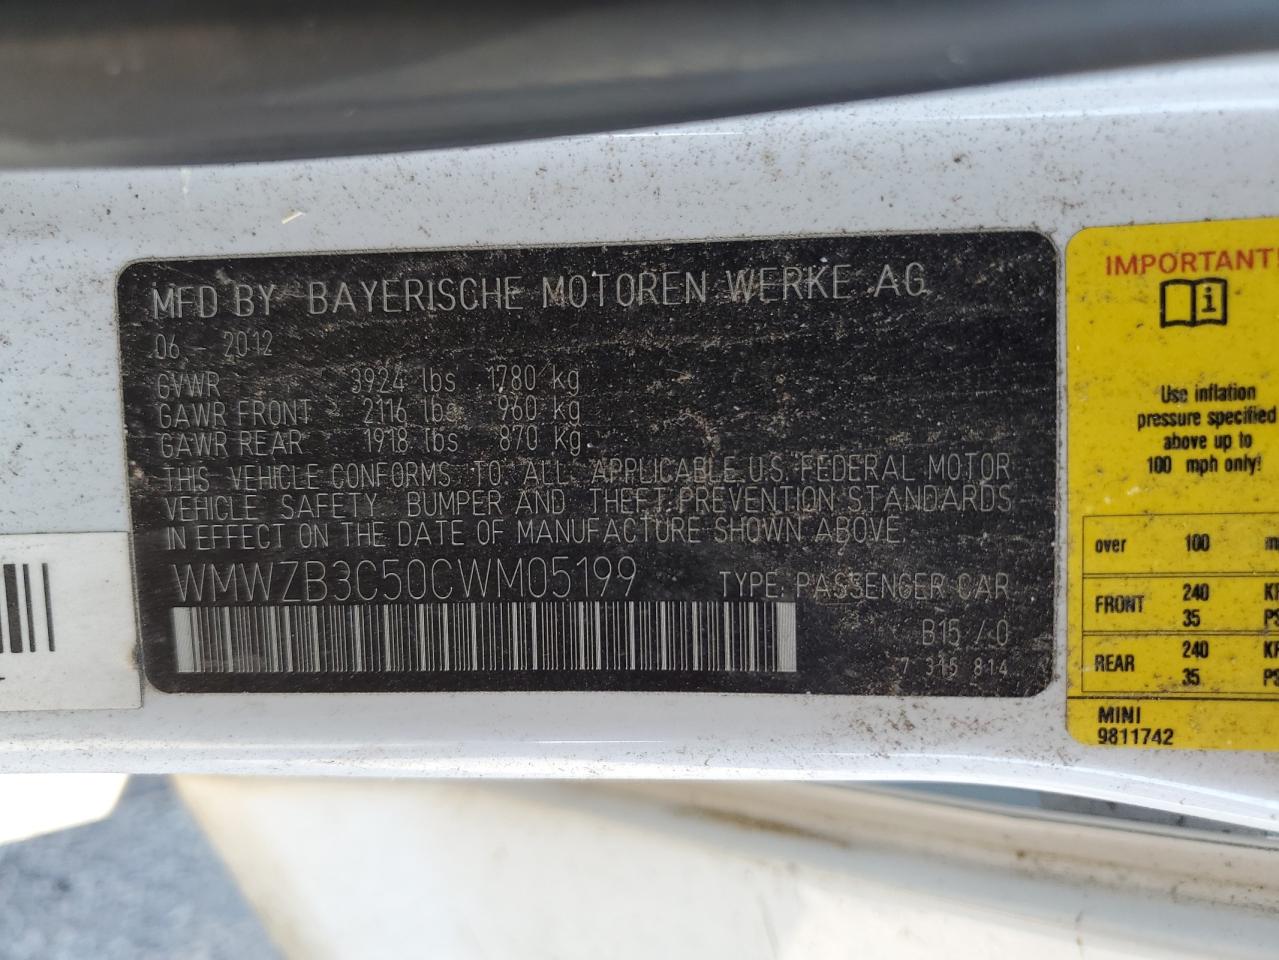 MFD BY BAYERISCHE MOTOREN WERKE AG
06 - 2012
GVWR 3924 lbs 1780 kg
GAWR FRONT 2116 lbs 960 kg
GAWR REAR 1918 lbs 870 kg
THIS VEHICLE CONFORMS TO ALL APPLICABLE U.S. FEDERAL MOTOR
VEHICLE SAFETY, BUMPER AND THEFT PREVENTION STANDARDS
IN EFFECT ON THE DATE OF MANUFACTURE SHOWN ABOVE.
WMWZB3C50CWM05199 TYPE: PASSENGER CAR
B15 / 0
7 315 814
IMPORTANT
i
Use inflation
pressure specified
above up to
100 mph only!
over 100
FRONT 240
35
REAR 240
35
MINI
9811742